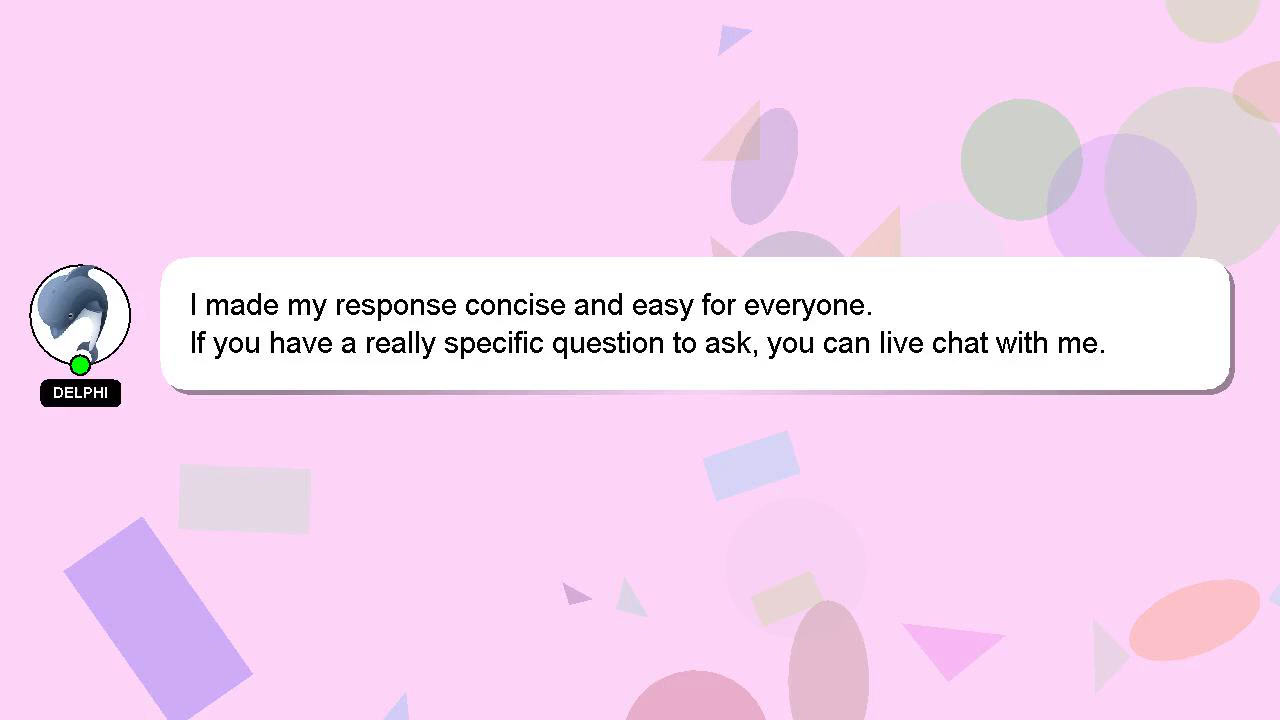 I made my response concise and easy for everyone.
If you have a really specific question to ask, you can live chat with me.
DELPHI